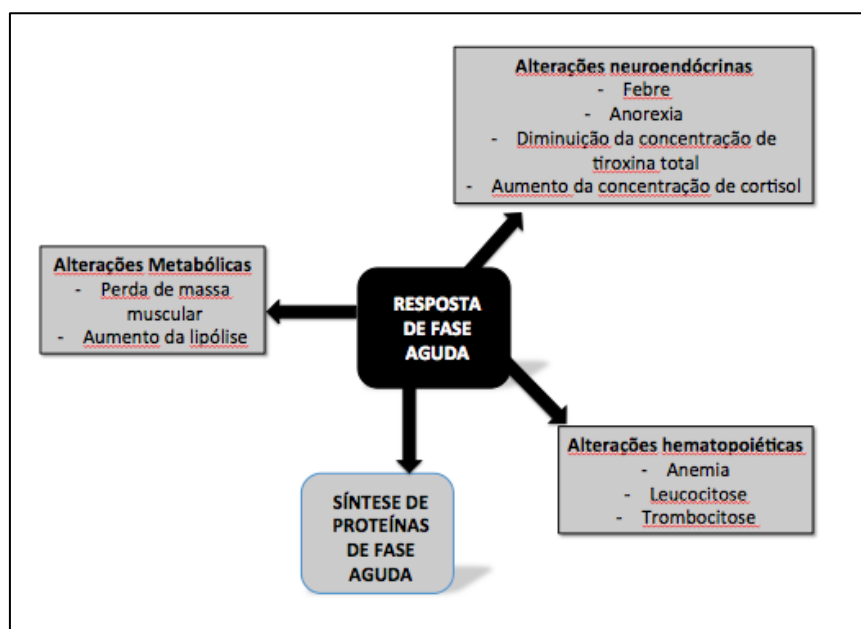 Alterações neuroendócrinas
- Febre
- Anorexia
- Diminuição da concentração de
tiroxina total
- Aumento da concentração de cortisol
Alterações Metabólicas
- Perda de massa
muscular
- Aumento da lipólise
RESPOSTA
DE FASE
AGUDA
Alterações hematopoiéticas
- Anemia
- Leucocitose
- Trombocitose
SÍNTESE DE
PROTEÍNAS
DE FASE
AGUDA